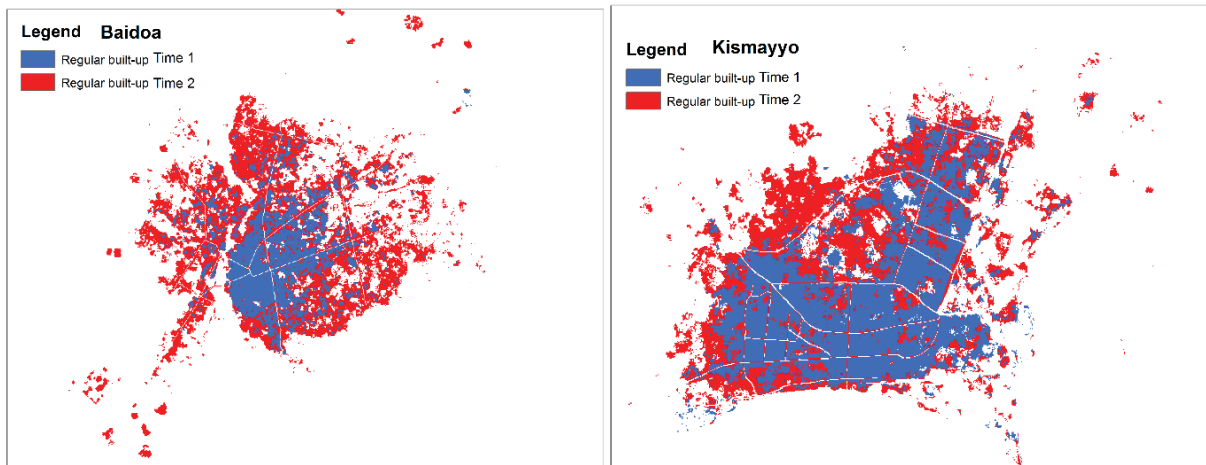 Legend Baidoa
Regular built-up Time 1
Regular built-up Time 2
Legend Kismayyo
Regular built-up Time 1
Regular built-up Time 2